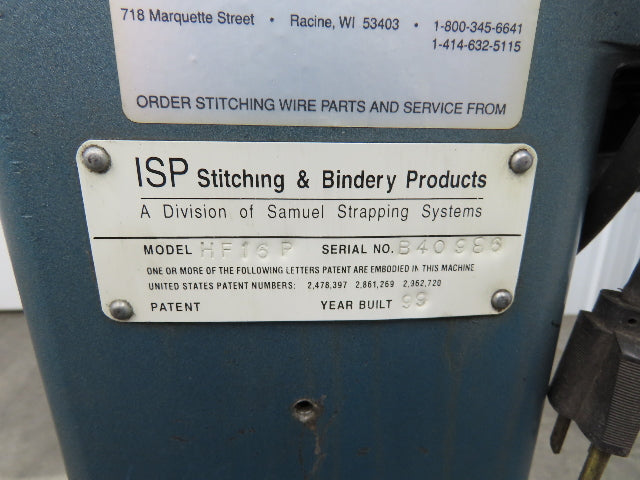 718 Marquette Street • Racine, WI 53403 • 1-800-345-6641
1-414-632-5115
ORDER STITCHING WIRE PARTS AND SERVICE FROM
ISP Stitching & Bindery Products
A Division of Samuel Strapping Systems
MODEL HF16P SERIAL NO. B40986
ONE OR MORE OF THE FOLLOWING LETTERS PATENT ARE EMBODIED IN THIS MACHINE
UNITED STATES PATENT NUMBERS: 2,478,397 2,861,269 2,962,720
PATENT YEAR BUILT 99